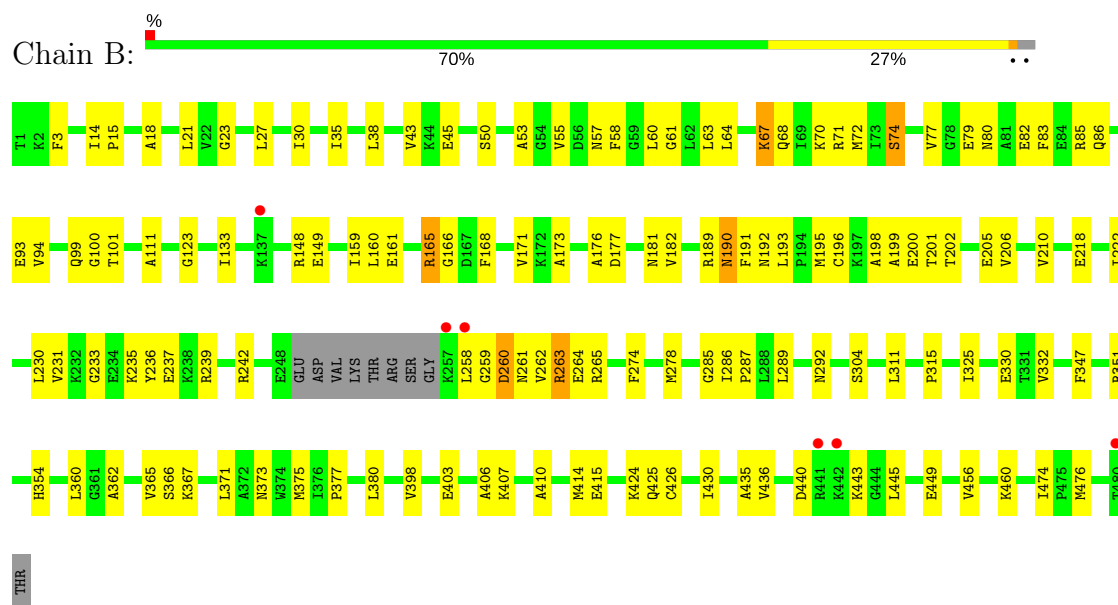 %
Chain B:
70% 27% • •
T1 K2 F3 I14 P15 A18 L21 V22 G23 L27 I30 I35 L38 V43 K44 E45 S50 A53 G54 V55 D56 N57 F58 G59 L60 G61 L62 L63 L64 K67 Q68 I69 K70 R71 M72 I73 S74 V77 G78 E79 N80 A81 E82 F83 E84 R85 Q86
E93 V94 Q99 G100 T101 A111 G123 I133 K137 R148 E149 I159 L160 E161 R165 G166 D167 F168 V171 K172 A173 A176 D177 N181 V182 R189 N190 F191 N192 L193 P194 M195 C196 K197 A198 A199 E200 T201 T202 E205 V206 V210 E218
L230 V231 K232 G233 E234 K235 Y236 E237 K238 R239 R242 E248 GLU ASP VAL LYS THR ARG SER GLY K257 L258 G259 D260 N261 V262 R263 E264 R265 F274 M278 G285 I286 P287 L288 L289 N292 S304 L311 P315 I325 E330 T331 V332 F347
H354 L360 G361 A362 V365 S366 K367 L371 A372 N373 W374 M375 I376 P377 L380 V398 E403 A406 K407 A410 M414 E415 K424 Q425 C426 I430 A435 V436 D440 R441 K442 K443 G444 L445 E449 V456 K460 I474 P475 M476
THR